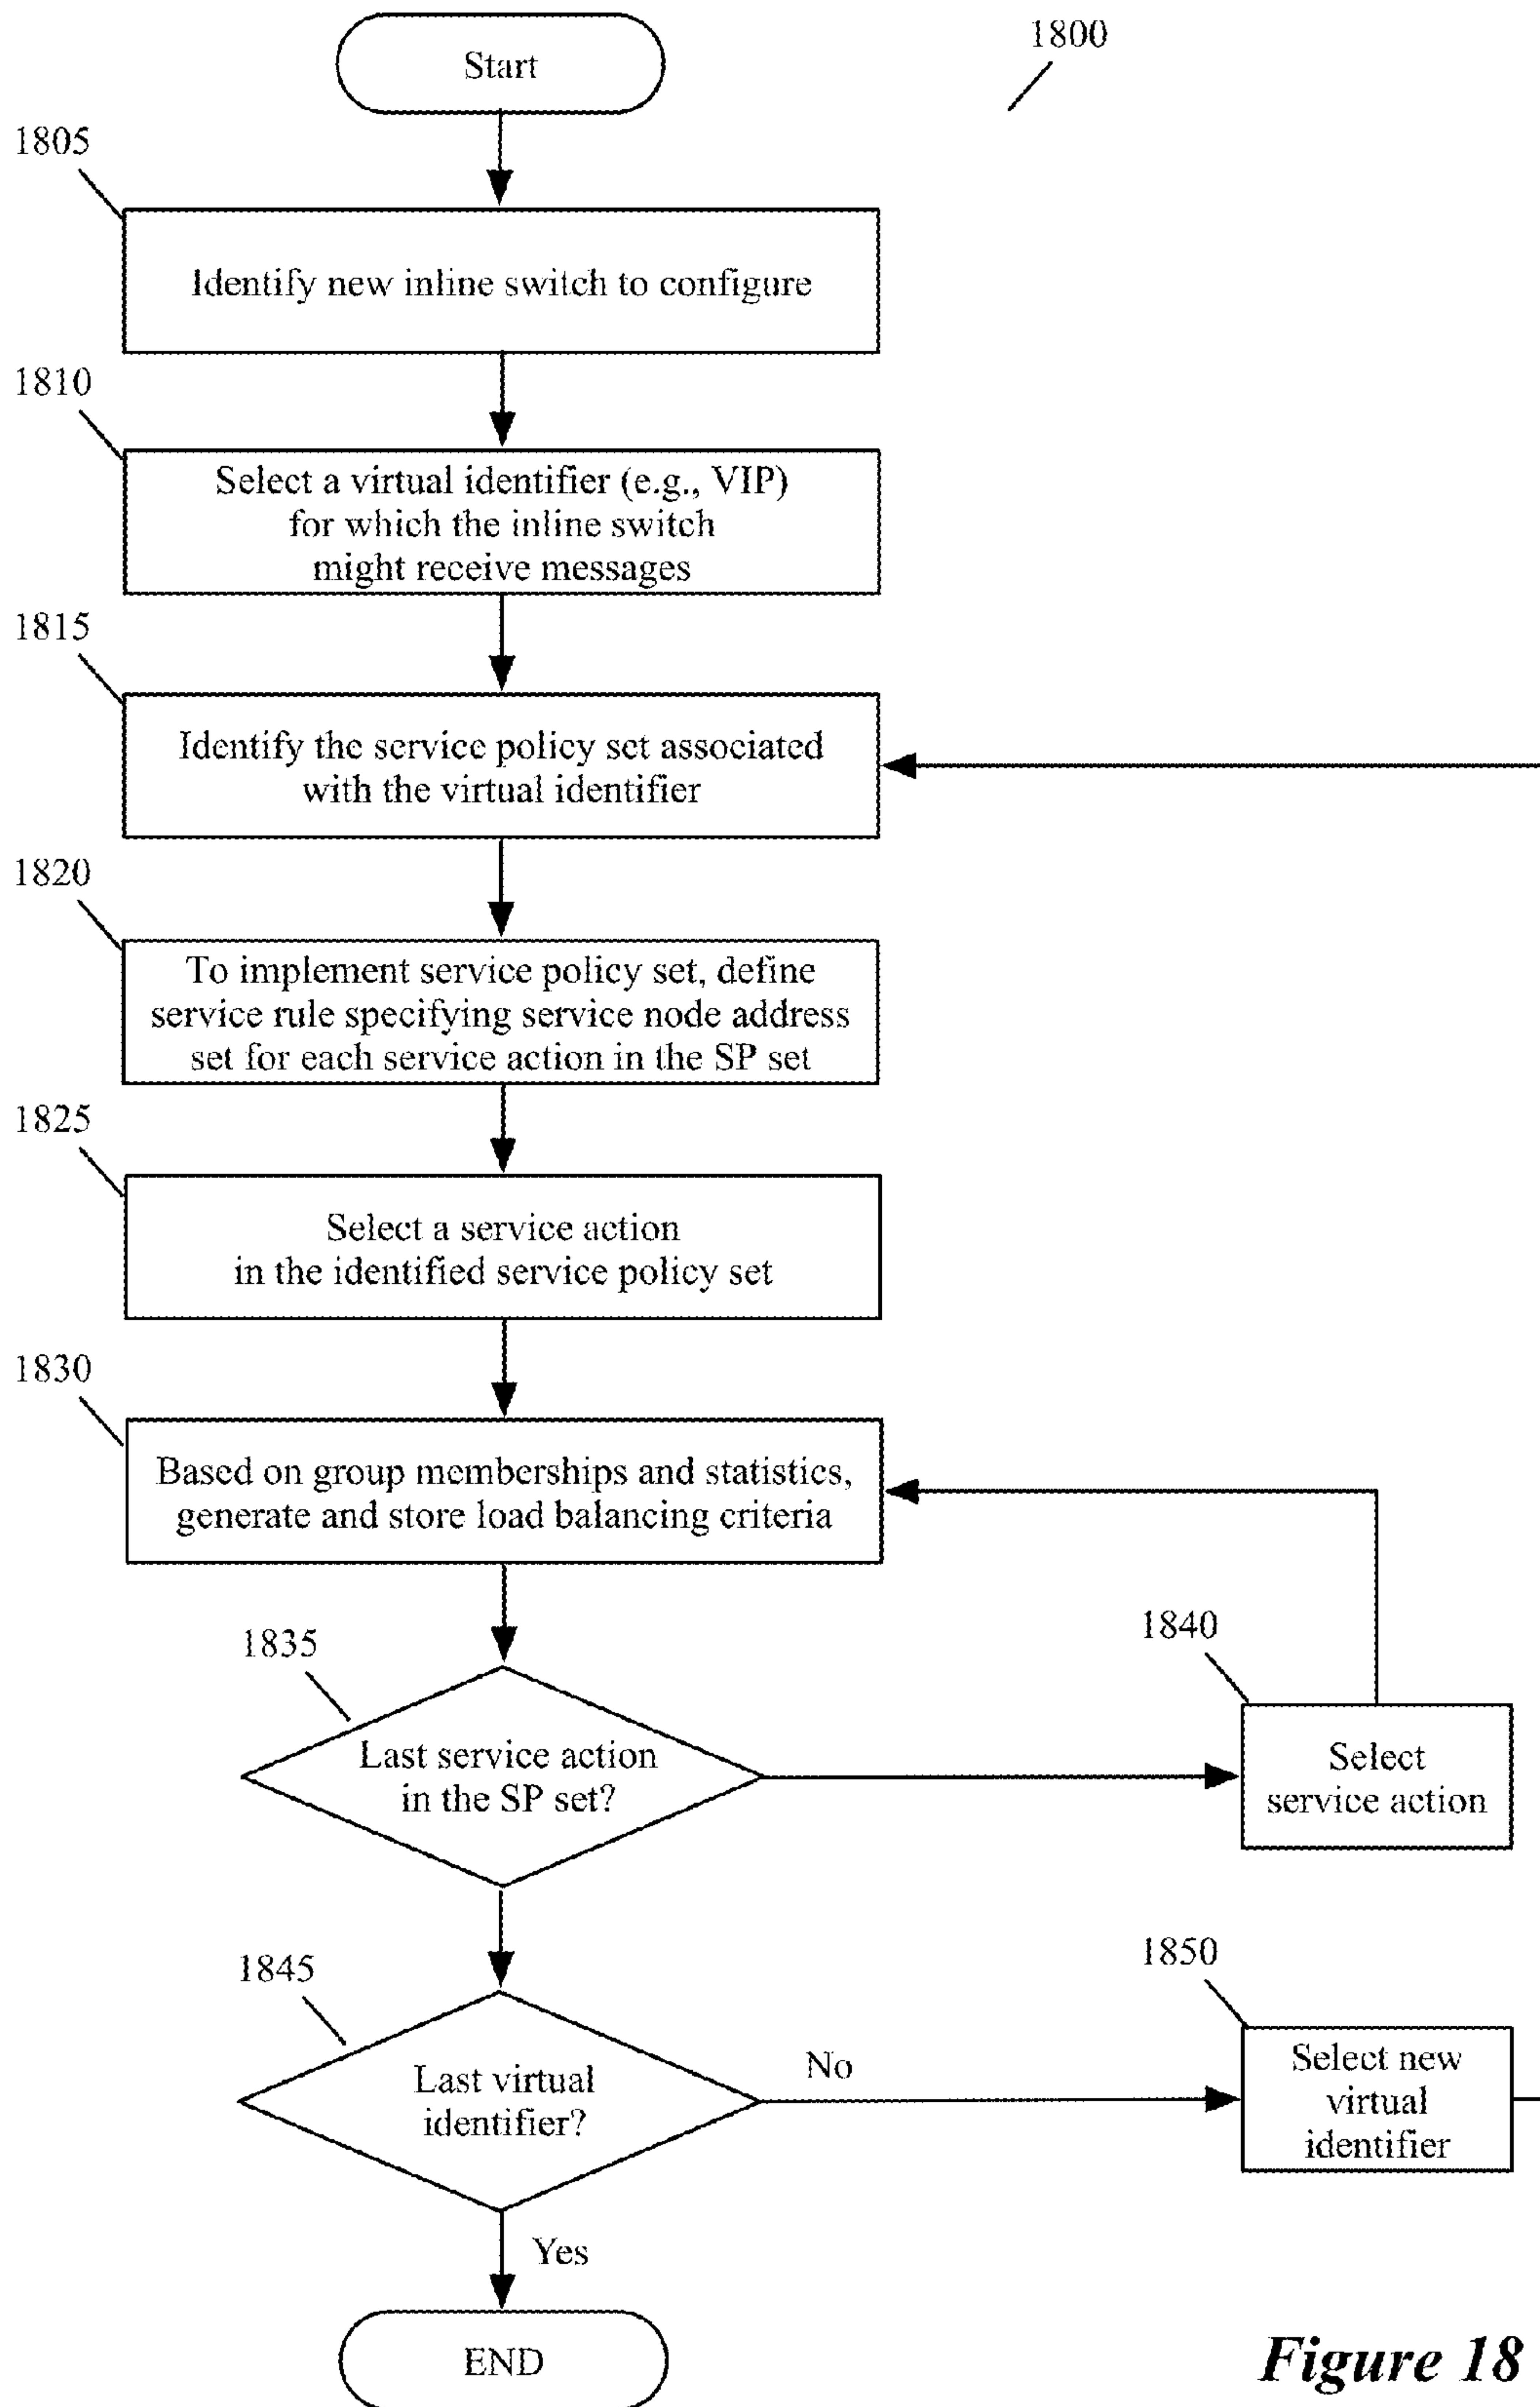 Start
1800
1805
Identify new inline switch to configure
1810
Select a virtual identifier (e.g., VIP)
for which the inline switch
might receive messages
1815
Identify the service policy set associated
with the virtual identifier
1820
To implement service policy set, define
service rule specifying service node address
set for each service action in the SP set
1825
Select a service action
in the identified service policy set
1830
Based on group memberships and statistics,
generate and store load balancing criteria
1835
Last service action
in the SP set?
1840
Select
service action
1845
Last virtual
identifier?
No
1850
Select new
virtual
identifier
Yes
END
Figure 18